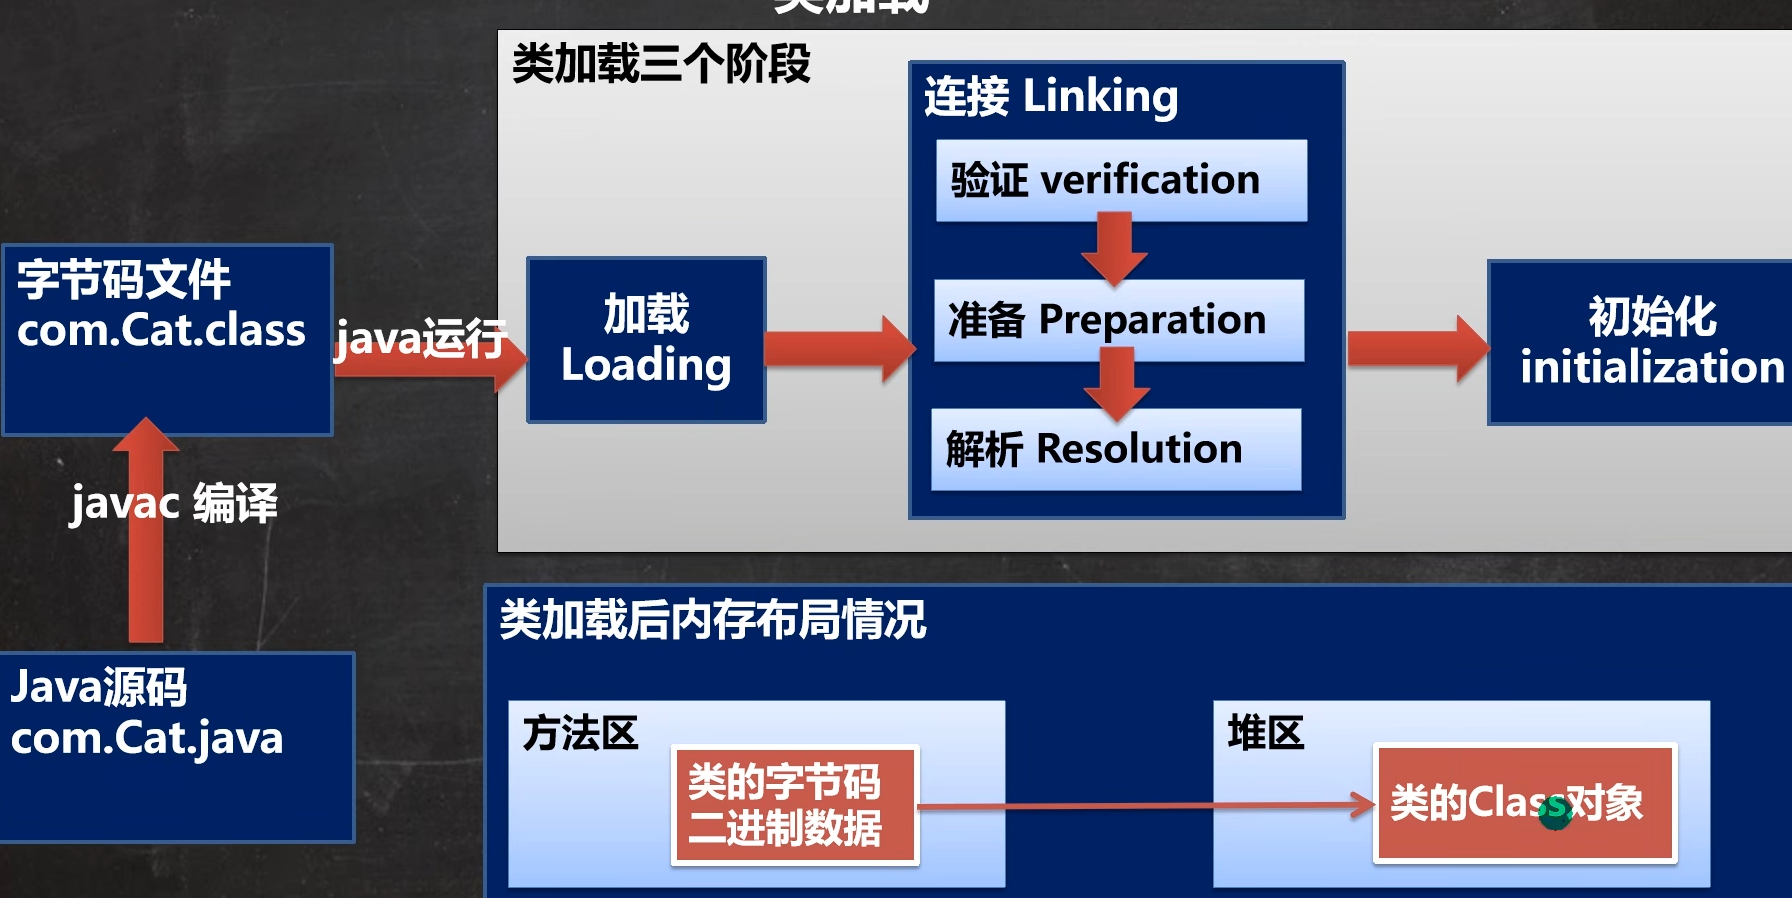 类加载
类加载三个阶段
连接 Linking
验证 verification
准备 Preparation
解析 Resolution
字节码文件
com.Cat.class
java运行
加载
Loading
初始化
initialization
javac 编译
Java源码
com.Cat.java
类加载后内存布局情况
方法区
类的字节码
二进制数据
堆区
类的Class对象